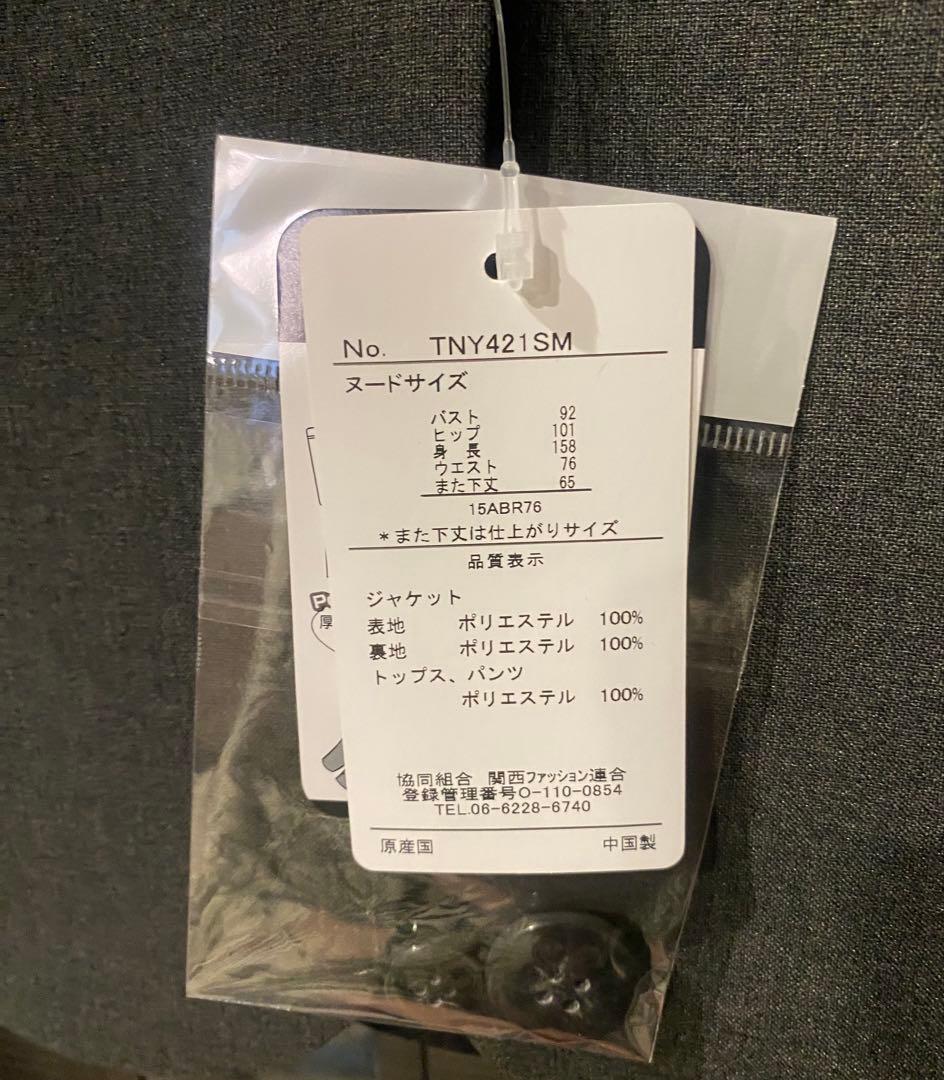 No. TNY421SM
ヌードサイズ
バスト 92
ヒップ 101
身 長 158
ウエスト 76
また下丈 65
15ABR76
*また下丈は仕上がりサイズ
品質表示
ジャケット
表地 ポリエステル 100%
裏地 ポリエステル 100%
トップス、パンツ
ポリエステル 100%
協同組合 関西ファッション連合
登録管理番号O-110-0854
TEL.06-6228-6740
原産国 中国製
厚